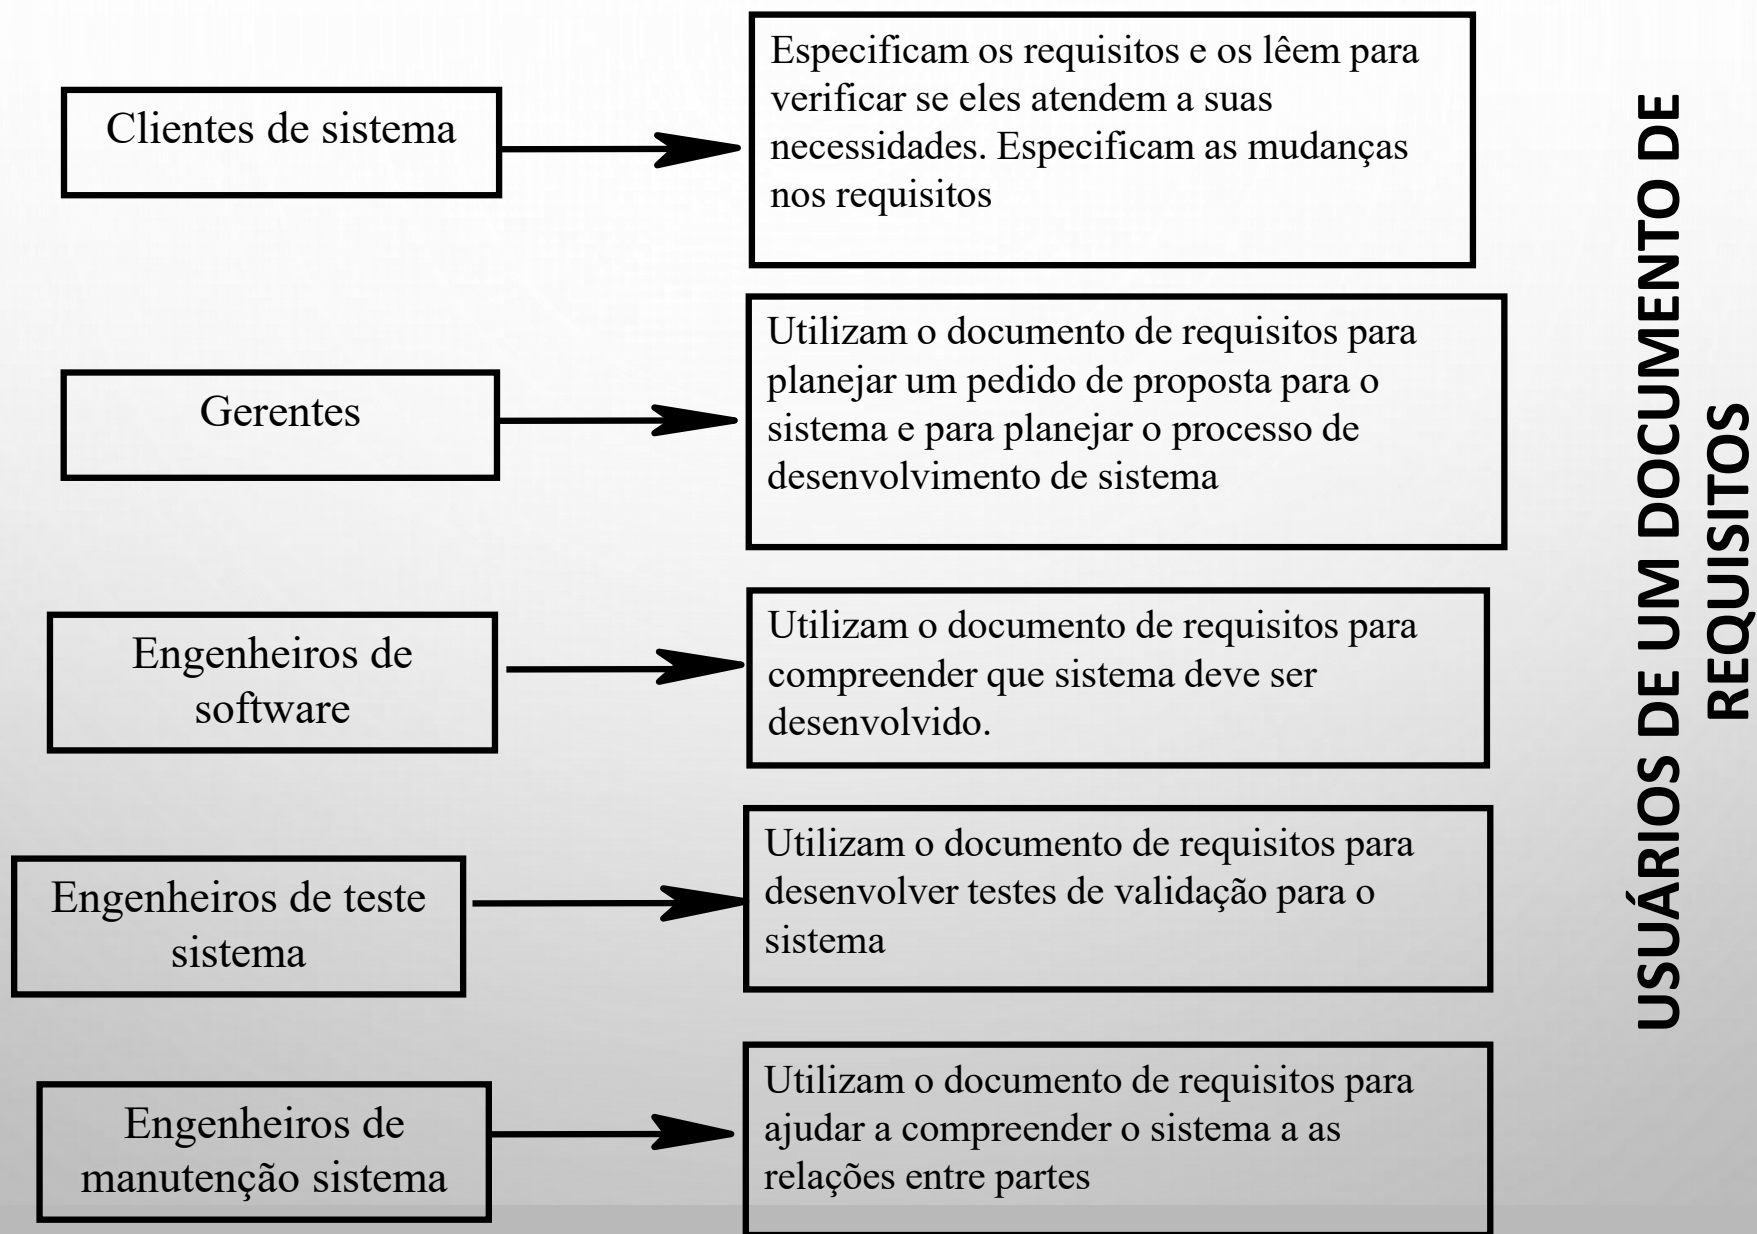 USUÁRIOS DE UM DOCUMENTO DE
REQUISITOS
Clientes de sistema
Especificam os requisitos e os lêem para
verificar se eles atendem a suas
necessidades. Especificam as mudanças
nos requisitos
Gerentes
Utilizam o documento de requisitos para
planejar um pedido de proposta para o
sistema e para planejar o processo de
desenvolvimento de sistema
Engenheiros de
software
Utilizam o documento de requisitos para
compreender que sistema deve ser
desenvolvido.
Engenheiros de teste
sistema
Utilizam o documento de requisitos para
desenvolver testes de validação para o
sistema
Engenheiros de
manutenção sistema
Utilizam o documento de requisitos para
ajudar a compreender o sistema a as
relações entre partes